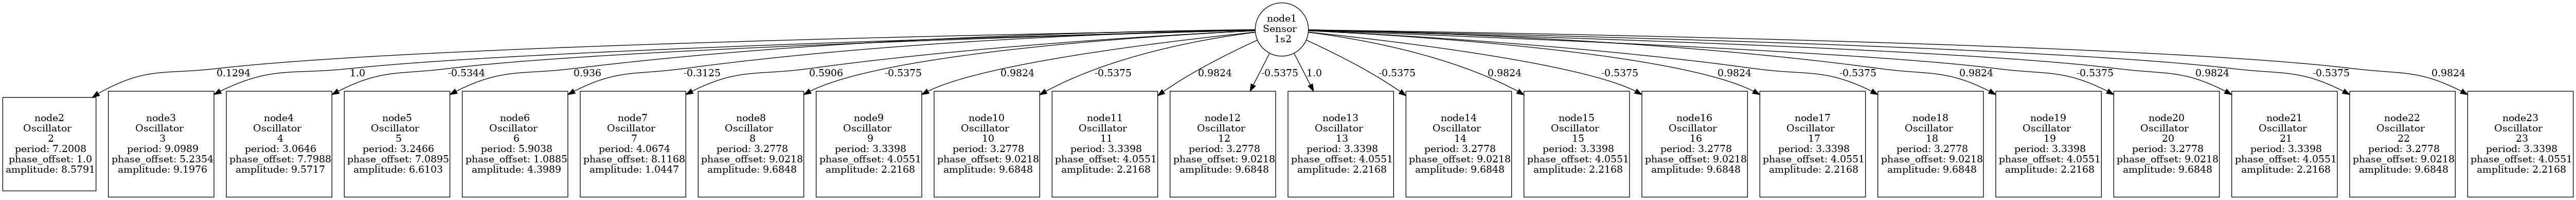 node1
Sensor
1s2
0.1294
1.0
-0.5344
0.936
-0.3125
0.5906
-0.5375
0.9824
-0.5375
0.9824
-0.5375
1.0
-0.5375
0.9824
-0.5375
0.9824
-0.5375
0.9824
-0.5375
0.9824
-0.5375
0.9824
node2
Oscillator
2
period: 7.2008
phase_offset: 1.0
amplitude: 8.5791
node3
Oscillator
3
period: 9.0989
phase_offset: 5.2354
amplitude: 9.1976
node4
Oscillator
4
period: 3.0646
phase_offset: 7.7988
amplitude: 9.5717
node5
Oscillator
5
period: 3.2466
phase_offset: 7.0895
amplitude: 6.6103
node6
Oscillator
6
period: 5.9038
phase_offset: 1.0885
amplitude: 4.3989
node7
Oscillator
7
period: 4.0674
phase_offset: 8.1168
amplitude: 1.0447
node8
Oscillator
8
period: 3.2778
phase_offset: 9.0218
amplitude: 9.6848
node9
Oscillator
9
period: 3.3398
phase_offset: 4.0551
amplitude: 2.2168
node10
Oscillator
10
period: 3.2778
phase_offset: 9.0218
amplitude: 9.6848
node11
Oscillator
11
period: 3.3398
phase_offset: 4.0551
amplitude: 2.2168
node12
Oscillator
12
period: 3.2778
phase_offset: 9.0218
amplitude: 9.6848
node13
Oscillator
13
period: 3.3398
phase_offset: 4.0551
amplitude: 2.2168
node14
Oscillator
14
period: 3.2778
phase_offset: 9.0218
amplitude: 9.6848
node15
Oscillator
15
period: 3.3398
phase_offset: 4.0551
amplitude: 2.2168
node16
Oscillator
16
period: 3.2778
phase_offset: 9.0218
amplitude: 9.6848
node17
Oscillator
17
period: 3.3398
phase_offset: 4.0551
amplitude: 2.2168
node18
Oscillator
18
period: 3.2778
phase_offset: 9.0218
amplitude: 9.6848
node19
Oscillator
19
period: 3.3398
phase_offset: 4.0551
amplitude: 2.2168
node20
Oscillator
20
period: 3.2778
phase_offset: 9.0218
amplitude: 9.6848
node21
Oscillator
21
period: 3.3398
phase_offset: 4.0551
amplitude: 2.2168
node22
Oscillator
22
period: 3.2778
phase_offset: 9.0218
amplitude: 9.6848
node23
Oscillator
23
period: 3.3398
phase_offset: 4.0551
amplitude: 2.2168